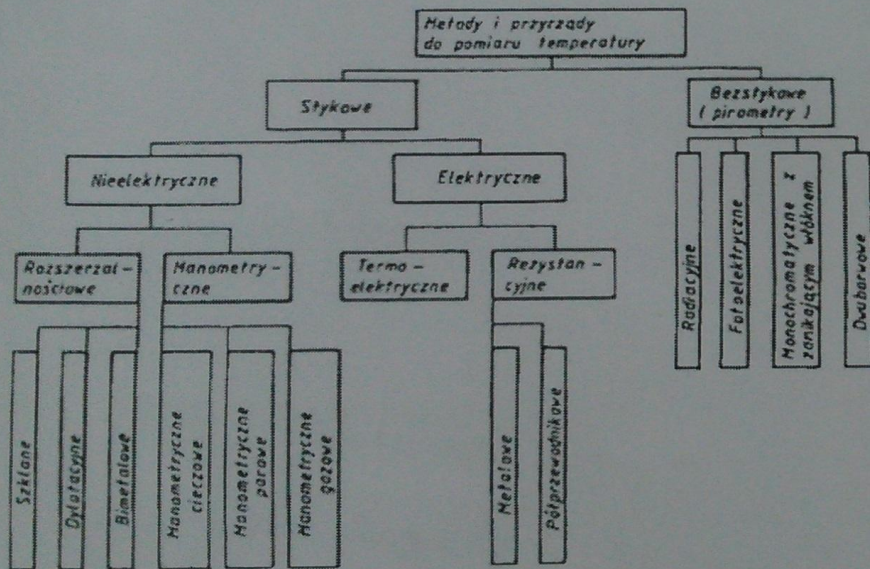 Metody i przyrządy
do pomiaru temperatury
Stykowe
Bezstykowe
( pirometry )
Nieelektryczne
Elektryczne
Rozszerzal-
nościowe
Manometry-
czne
Termo-
elektryczne
Rezystan-
cyjne
Radiacyjne
Fotoelektryczne
Monochromatyczne z
zanikającym włóknem
Dwubarwowe
Szklane
Dylatacyjne
Bimetalowe
Manometryczne
cieczowe
Manometryczne
parowe
Manometryczne
gazowe
Metalowe
Półprzewodnikowe